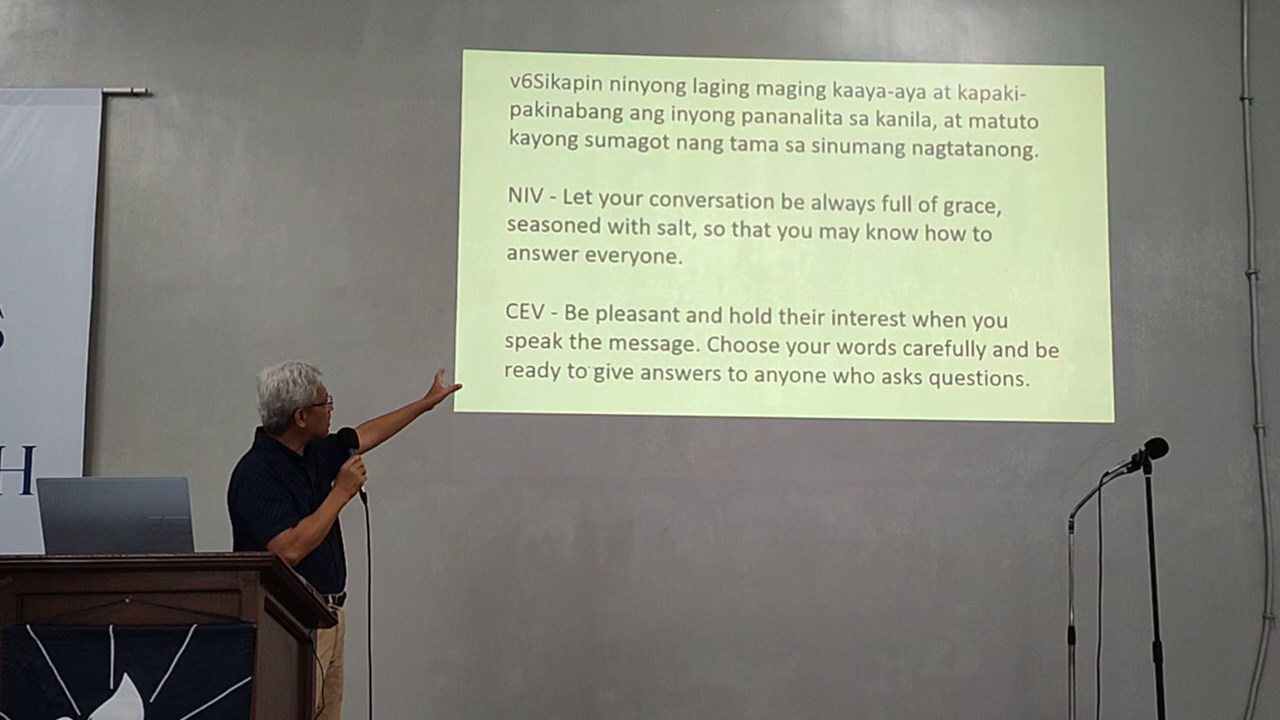 v6Sikapin ninyong laging maging kaaya-aya at kapaki-
pakinabang ang inyong pananalita sa kanila, at matuto
kayong sumagot nang tama sa sinumang nagtatanong.
NIV - Let your conversation be always full of grace,
seasoned with salt, so that you may know how to
answer everyone.
CEV - Be pleasant and hold their interest when you
speak the message. Choose your words carefully and be
ready to give answers to anyone who asks questions.
H